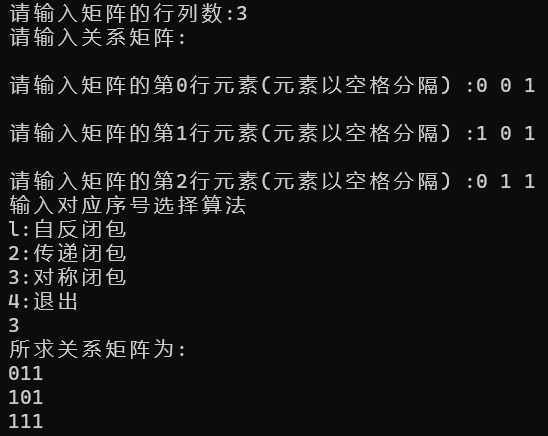 请输入矩阵的行列数:3
请输入关系矩阵:
请输入矩阵的第0行元素(元素以空格分隔) :0 0 1
请输入矩阵的第1行元素(元素以空格分隔) :1 0 1
请输入矩阵的第2行元素(元素以空格分隔) :0 1 1
输入对应序号选择算法
l:自反闭包
2:传递闭包
3:对称闭包
4:退出
3
所求关系矩阵为:
011
101
111